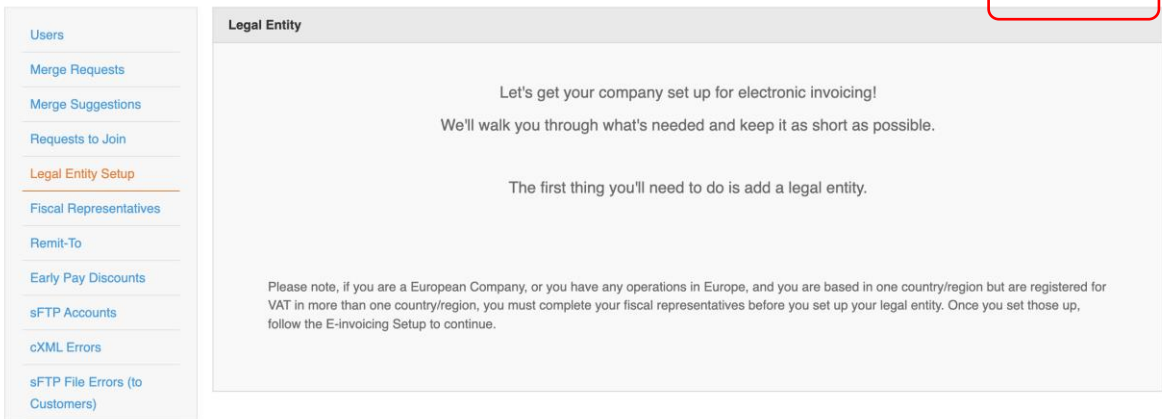 Users
Merge Requests
Merge Suggestions
Requests to Join
Legal Entity Setup
Fiscal Representatives
Remit-To
Early Pay Discounts
sFTP Accounts
cXML Errors
sFTP File Errors (to
Customers)
Legal Entity
Let's get your company set up for electronic invoicing!
We'll walk you through what's needed and keep it as short as possible.
The first thing you'll need to do is add a legal entity.
Please note, if you are a European Company, or you have any operations in Europe, and you are based in one country/region but are registered for
VAT in more than one country/region, you must complete your fiscal representatives before you set up your legal entity. Once you set those up,
follow the E-invoicing Setup to continue.